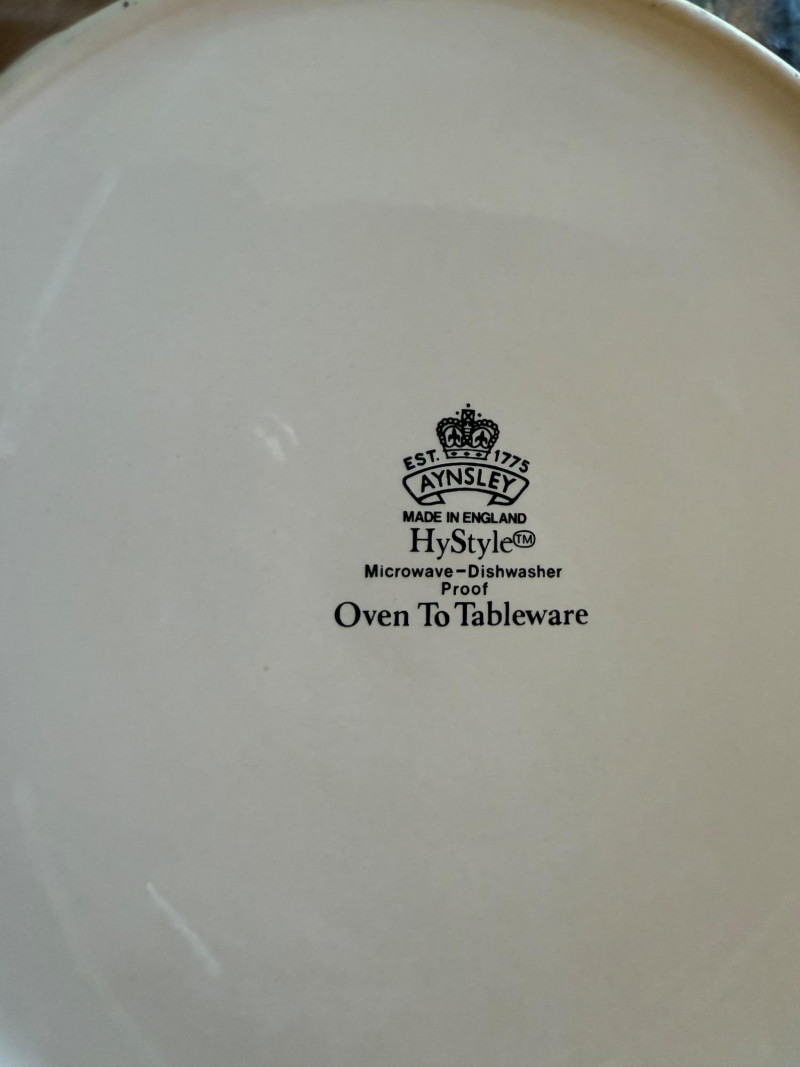 EST. 1775
AYNSLEY
MADE IN ENGLAND
HyStyle™
Microwave-Dishwasher
Proof
Oven To Tableware